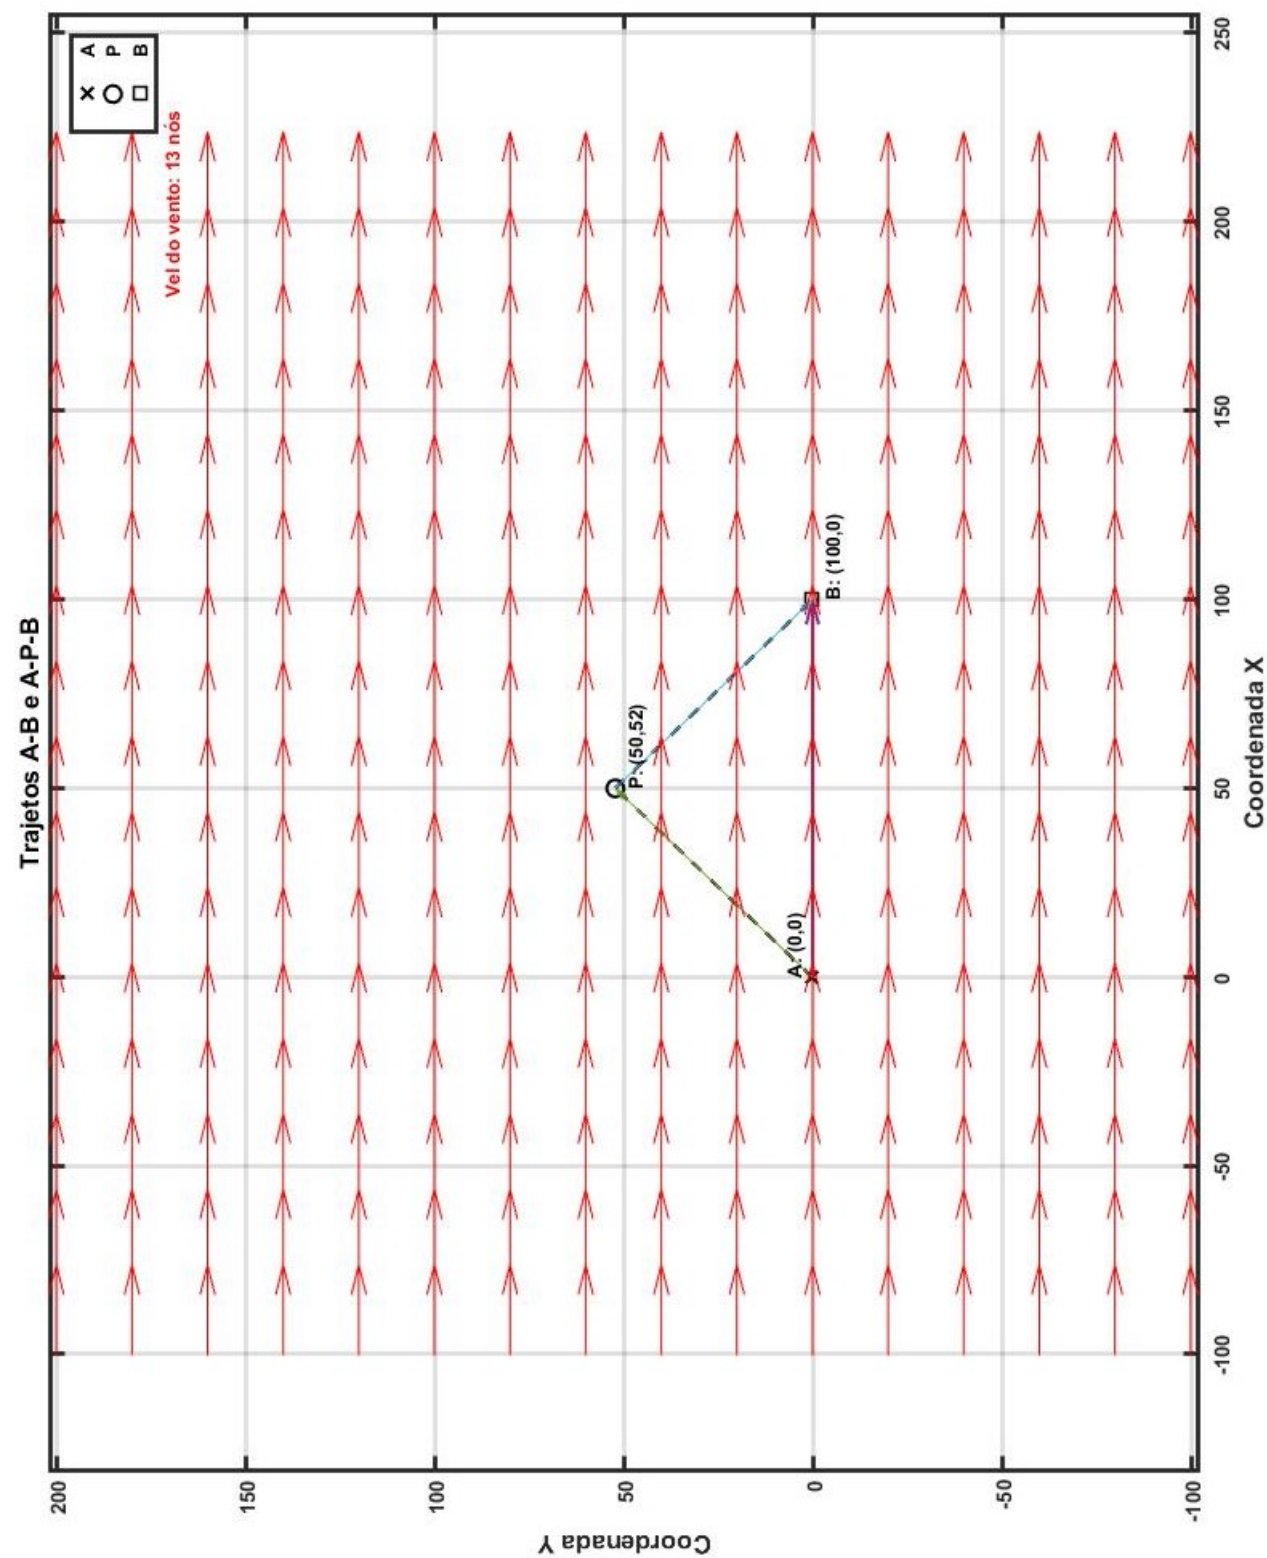 Trajetos A-B e A-P-B
A
P
B
Vel do vento: 13 nós
P: (50,52)
A: (0,0)
B: (100,0)
200
150
100
50
0
-50
-100
Coordenada Y
-100
-50
0
50
100
150
200
250
Coordenada X